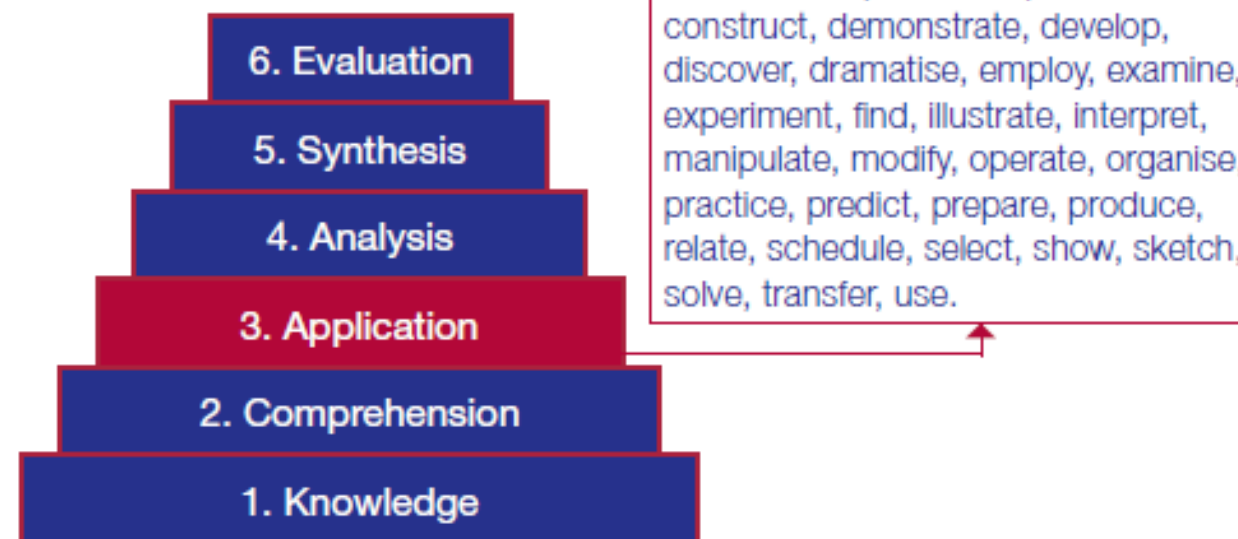 6. Evaluation
5. Synthesis
4. Analysis
3. Application
2. Comprehension
1. Knowledge
construct, demonstrate, develop,
discover, dramatise, employ, examine,
experiment, find, illustrate, interpret,
manipulate, modify, operate, organise,
practice, predict, prepare, produce,
relate, schedule, select, show, sketch,
solve, transfer, use.